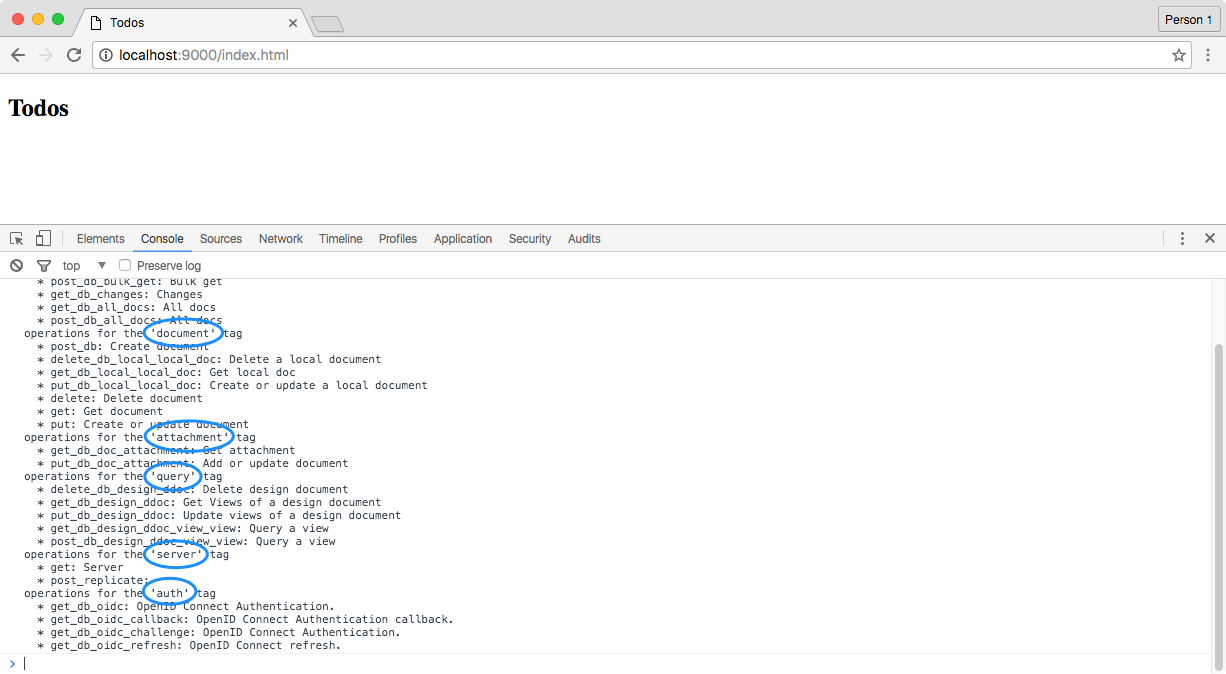 Todos
Person 1
localhost:9000/index.html
Todos
Elements Console Sources Network Timeline Profiles Application Security Audits
top Preserve log
* post_db_bulk_get: Bulk get
* get_db_changes: Changes
* get_db_all_docs: All docs
* post_db_all_docs: All docs
operations for the 'document' tag
* post_db: Create document
* delete_db_local_local_doc: Delete a local document
* get_db_local_local_doc: Get local doc
* put_db_local_local_doc: Create or update a local document
* delete: Delete document
* get: Get document
* put: Create or update document
operations for the 'attachment' tag
* get_db_doc_attachment: Get attachment
* put_db_doc_attachment: Add or update document
operations for the 'query' tag
* delete_db_design_ddoc: Delete design document
* get_db_design_ddoc: Get Views of a design document
* put_db_design_ddoc: Update views of a design document
* get_db_design_ddoc_view_view: Query a view
* post_db_design_ddoc_view_view: Query a view
operations for the 'server' tag
* get: Server
* post_replicate:
operations for the 'auth' tag
* get_db_oidc: OpenID Connect Authentication.
* get_db_oidc_callback: OpenID Connect Authentication callback.
* get_db_oidc_challenge: OpenID Connect Authentication.
* get_db_oidc_refresh: OpenID Connect refresh.